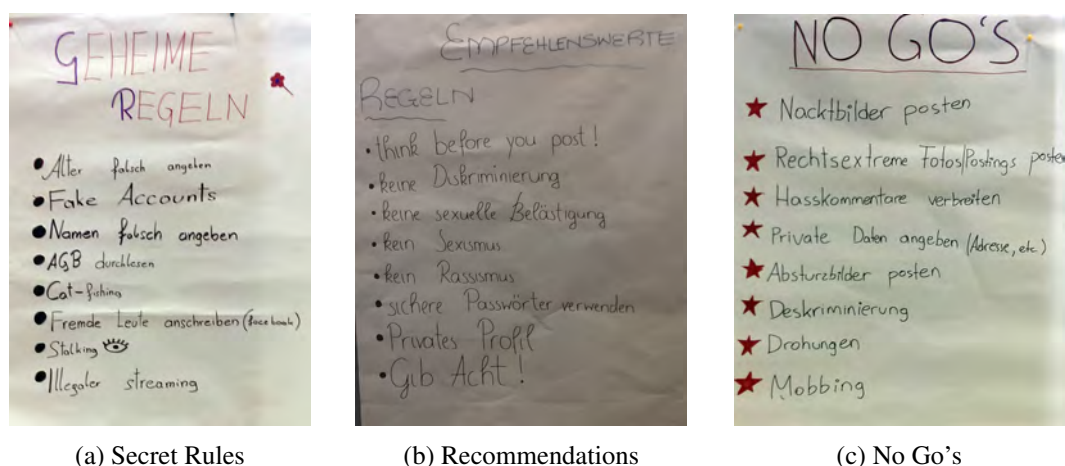 GEHEIME
REGELN
Alter falsch angeben
Fake Accounts
Namen falsch angeben
AGB durchlesen
Cat-fishing
Fremde Leute anschreiben (facebook)
Stalking
Illegaler streaming
(a) Secret Rules
EMPFEHLENSWERTE
REGELN
think before you post!
keine Diskriminierung
keine sexuelle Belästigung
kein Sexismus
kein Rassismus
sichere Passwörter verwenden
Privates Profil
Gib Acht!
(b) Recommendations
NO GO'S
Nacktbilder posten
Rechtsextreme Fotos/Postings posten
Hasskommentare verbreiten
Private Daten angeben (Adresse, etc)
Absturzbilder posten
Deskriminierung
Drohungen
Mobbing
(c) No Go's